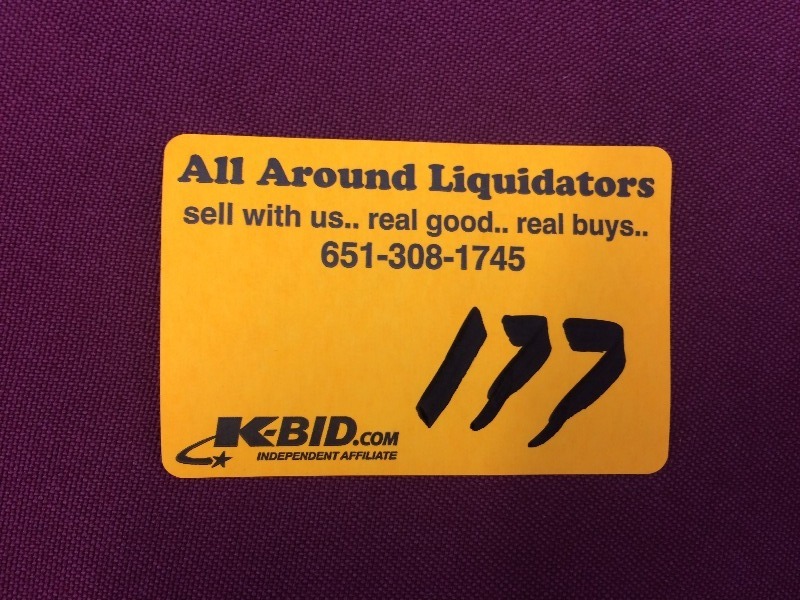 All Around Liquidators
sell with us.. real good.. real buys..
651-308-1745
177
K-BID.COM
INDEPENDENT AFFILIATE